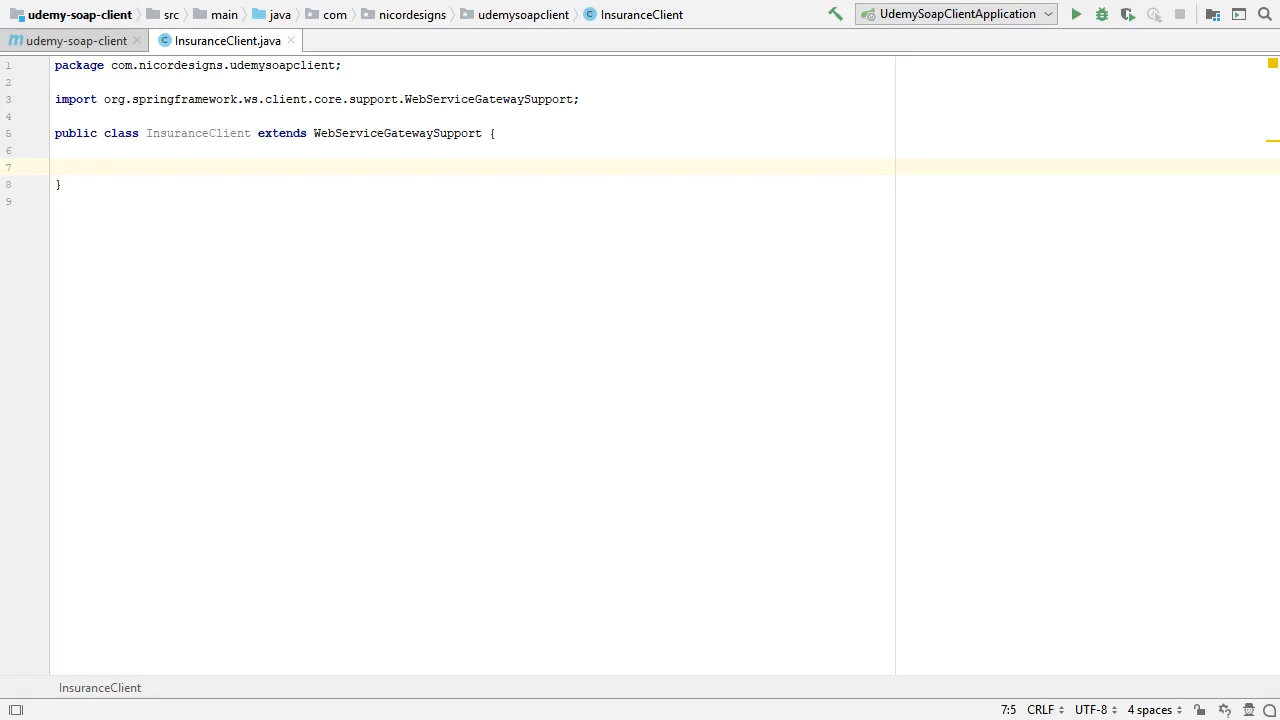 udemy-soap-client src main java com nicordesigns udemysoapclient InsuranceClient UdemySoapClientApplication
udemy-soap-client InsuranceClient.java
1 package com.nicordesigns.udemysoapclient;
2
3 import org.springframework.ws.client.core.support.WebServiceGatewaySupport;
4
5 public class InsuranceClient extends WebServiceGatewaySupport {
6
7
8 }
9
InsuranceClient
7:5 CRLF UTF-8 4 spaces